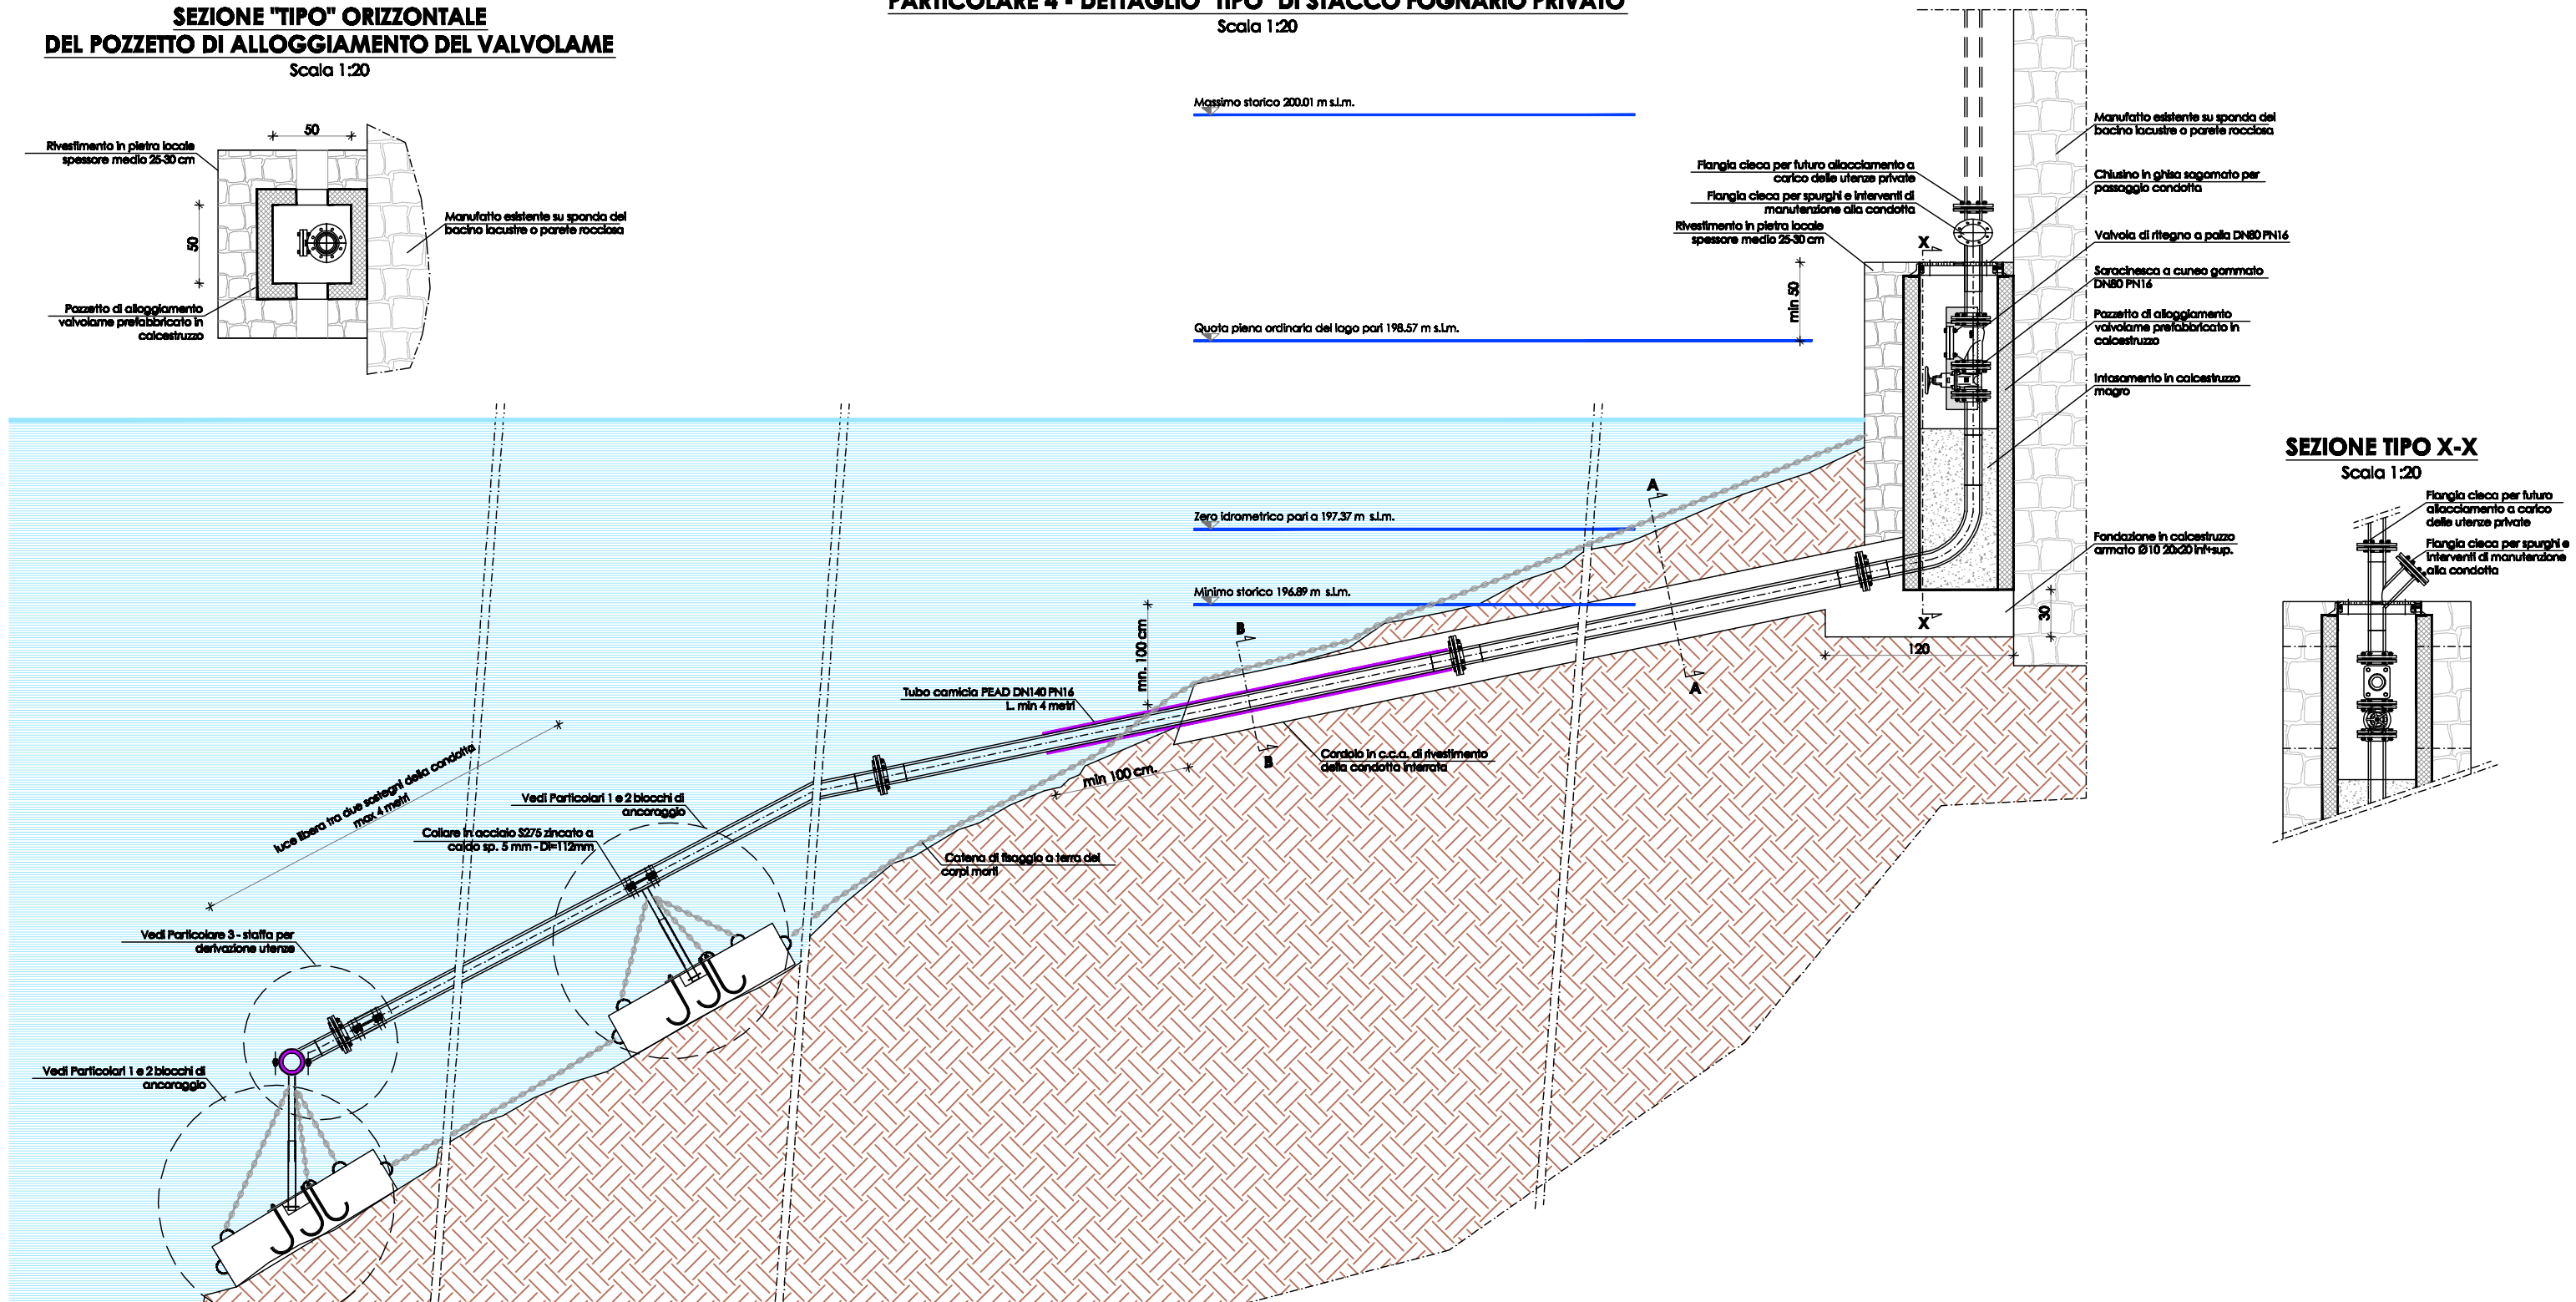 SEZIONE "TIPO" ORIZZONTALE
DEL POZZETTO DI ALLOGGIAMENTO DEL VALVOLAME
Scala 1:20
50
Rivestimento in pietra locale
spessore medio 25-30 cm
50
Manufatto esistente su sponda del
bacino lacustre o parete rocciosa
Pozzetto di alloggiamento
valvolame prefabbricato in
calcestruzzo
PARTICOLARE 4 - DETTAGLIO "TIPO" DI STACCO FOGNARIO PRIVATO
Scala 1:20
Massimo storico 200.01 m s.l.m.
Quota piena ordinaria del lago pari 198.57 m s.l.m.
Zero idrometrico pari a 197.37 m s.l.m.
Minimo storico 196.89 m s.l.m.
Flangia cieca per futuro allacciamento a
carico delle utenze private
Flangia cieca per spurghi e interventi di
manutenzione alla condotta
Rivestimento in pietra locale
spessore medio 25-30 cm
X
min 50
Manufatto esistente su sponda del
bacino lacustre o parete rocciosa
Chiusino in ghisa sagomato per
passaggio condotta
Valvola di ritegno a palla DN80 PN16
Saracinesca a cuneo gommato
DN80 PN16
Pozzetto di alloggiamento
valvolame prefabbricato in
calcestruzzo
Intasamento in calcestruzzo
magro
Fondazione in calcestruzzo
armato Ø10 20x20 inf+sup.
X
30
120
A
A
B
B
mn. 100 cm
Tubo camicia PEAD DN140 PN16
L. min 4 metri
Cordolo in c.c.a. di rivestimento
della condotta interrata
min 100 cm.
luce libera tra due sostegni della condotta
max 4 metri
Vedi Particolari 1 e 2 blocchi di
ancoraggio
Collare in acciaio S275 zincato a
caldo sp. 5 mm - DI=112mm
Catena di fissaggio a terra dei
corpi morti
Vedi Particolare 3 - staffa per
derivazione utenze
Vedi Particolari 1 e 2 blocchi di
ancoraggio
SEZIONE TIPO X-X
Scala 1:20
Flangia cieca per futuro
allacciamento a carico
delle utenze private
Flangia cieca per spurghi e
interventi di manutenzione
alla condotta